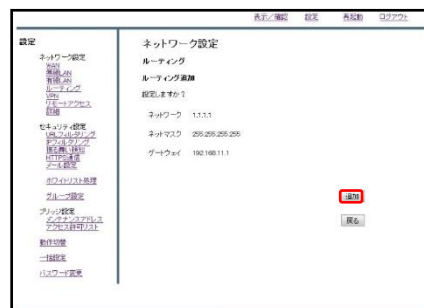 表示/確認 設定 再起動 ログアウト
設定
ネットワーク設定
WAN
無線LAN
有線LAN
ルーティング
VPN
リモートアクセス
詳細
セキュリティ設定
URLフィルタリング
IPフィルタリング
振る舞い検知
HTTPS通信
メール設定
ホワイトリスト処理
グループ設定
ブリッジ設定
メンテナンスアドレス
アクセス許可リスト
動作切替
一括設定
パスワード変更
ネットワーク設定
ルーティング
ルーティング追加
設定しますか？
ネットワーク 1.1.1.1
ネットマスク 255.255.255.255
ゲートウェイ 192.168.11.1
追加
戻る